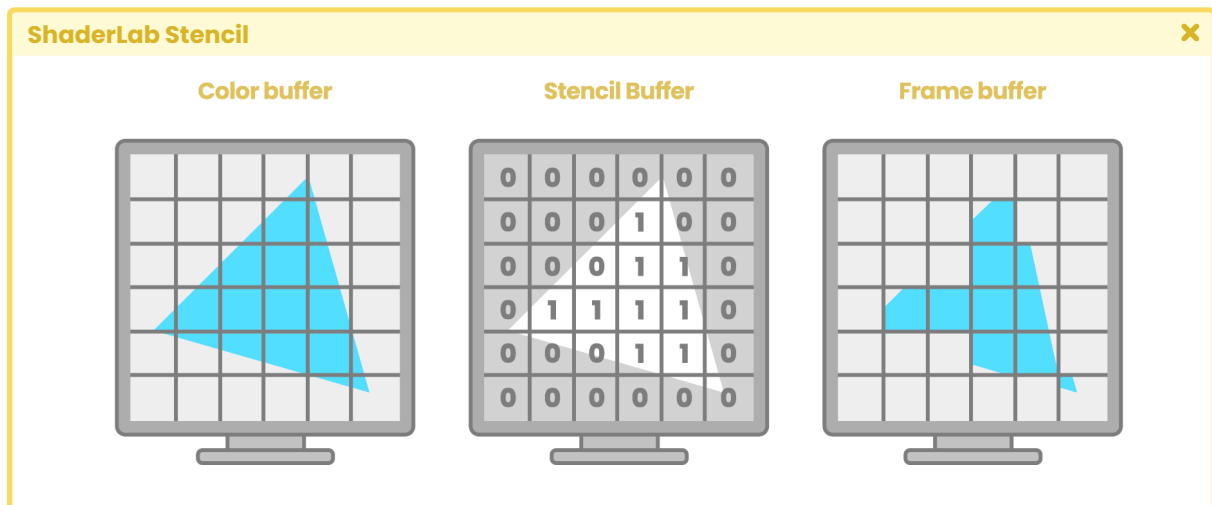 ShaderLab Stencil
Color buffer
Stencil Buffer
Frame buffer
0 0 0 0 0 0
0 0 0 1 0 0
0 0 0 1 1 0
0 1 1 1 1 0
0 0 0 1 1 0
0 0 0 0 0 0